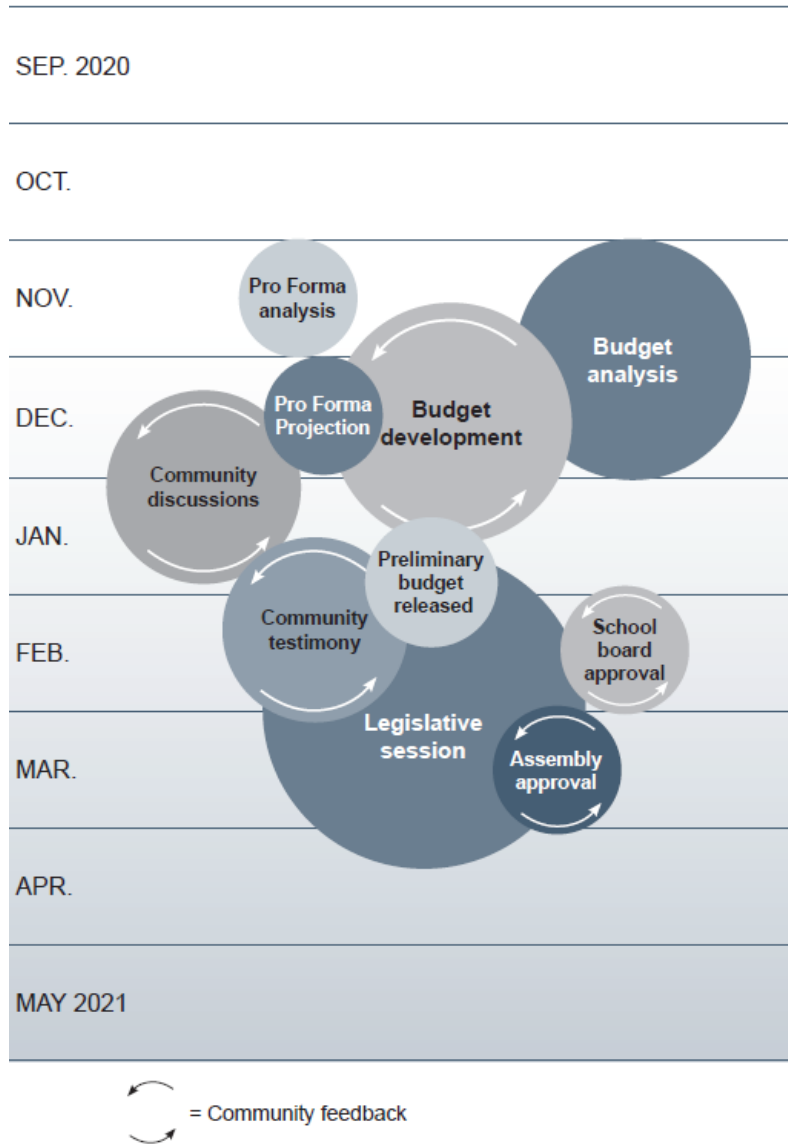 SEP. 2020
OCT.
NOV.
Pro Forma
analysis
Budget
analysis
DEC.
Pro Forma
Projection
Budget
development
Community
discussions
JAN.
Preliminary
budget
released
Community
testimony
FEB.
School
board
approval
Legislative
session
MAR.
Assembly
approval
APR.
MAY 2021
= Community feedback